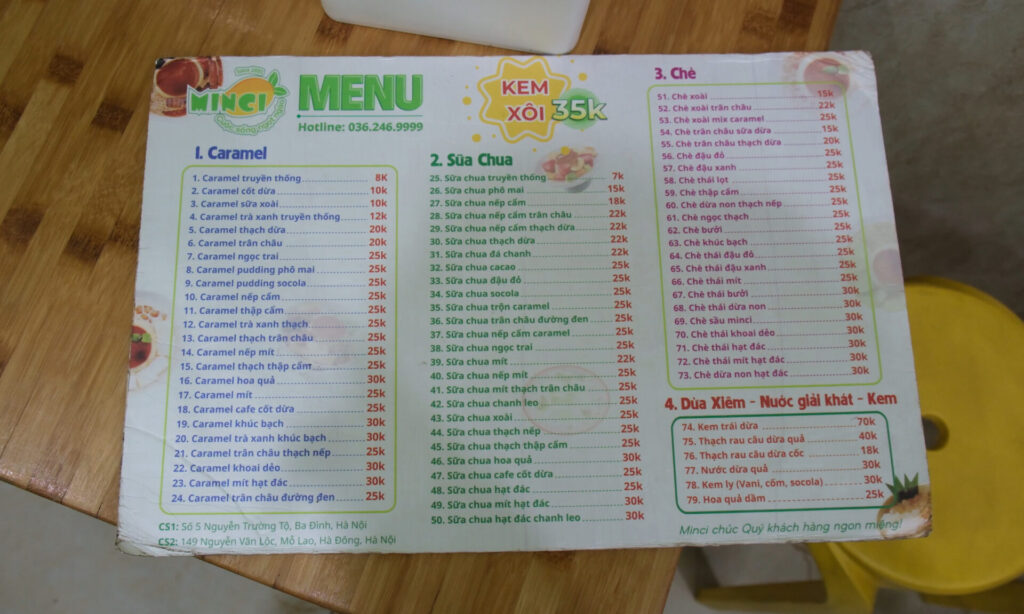 Since 2001
MINCI
MENU
Hotline: 036.246.9999
KEM
XÔI
35k
1. Caramel
1. Caramel truyền thống 8K
2. Caramel cốt dừa 10k
3. Caramel sữa xoài 10k
4. Caramel trà xanh truyền thống 12k
5. Caramel thạch dừa 20k
6. Caramel trân châu 20k
7. Caramel ngọc trai 25k
8. Caramel pudding phô mai 25k
9. Caramel pudding socola 25k
10. Caramel nếp cẩm 25k
11. Caramel thập cẩm 25k
12. Caramel trà xanh thạch 25k
13. Caramel thạch trân châu 25k
14. Caramel nếp mít 25k
15. Caramel thạch thập cẩm 25k
16. Caramel hoa quả 30k
17. Caramel mít 25k
18. Caramel cafe cốt dừa 25k
19. Caramel khúc bạch 30k
20. Caramel trà xanh khúc bạch 30k
21. Caramel trân châu thạch nếp 25k
22. Caramel khoai dẻo 30k
23. Caramel mít hạt đác 30k
24. Caramel trân châu đường đen 25k
CS1: Số 5 Nguyễn Trường Tộ, Ba Đình, Hà Nội
CS2: 149 Nguyễn Văn Lộc, Mỗ Lao, Hà Đông, Hà Nội
2. Sữa Chua
25. Sữa chua truyền thống 7k
26. Sữa chua phô mai 15k
27. Sữa chua nếp cẩm 18k
28. Sữa chua nếp cẩm trân châu 22k
29. Sữa chua nếp cẩm thạch dừa 22k
30. Sữa chua thạch dừa 22k
31. Sữa chua đá chanh 22k
32. Sữa chua cacao 25k
33. Sữa chua đậu đỏ 25k
34. Sữa chua socola 25k
35. Sữa chua trộn caramel 25k
36. Sữa chua trân châu đường đen 25k
37. Sữa chua nếp cẩm caramel 25k
38. Sữa chua ngọc trai 25k
39. Sữa chua mít 22k
40. Sữa chua nếp mít 25k
41. Sữa chua mít thạch trân châu 25k
42. Sữa chua chanh leo 25k
43. Sữa chua xoài 25k
44. Sữa chua thạch nếp 25k
45. Sữa chua thạch thập cẩm 25k
46. Sữa chua hoa quả 30k
47. Sữa chua cafe cốt dừa 25k
48. Sữa chua hạt đác 25k
49. Sữa chua mít hạt đác 30k
50. Sữa chua hạt đác chanh leo 30k
3. Chè
51. Chè xoài 15k
52. Chè xoài trân châu 22k
53. Chè xoài mix caramel 25k
54. Chè trân châu sữa dừa 15k
55. Chè trân châu thạch dừa 20k
56. Chè đậu đỏ 25k
57. Chè đậu xanh 25k
58. Chè thái lọt 25k
59. Chè thập cẩm 25k
60. Chè dừa non thạch nếp 25k
61. Chè ngọc thạch 25k
62. Chè bưởi 25k
63. Chè khúc bạch 25k
64. Chè thái đậu đỏ 25k
65. Chè thái đậu xanh 25k
66. Chè thái mít 25k
67. Chè thái bưởi 30k
68. Chè thái dừa non 30k
69. Chè sầu minci 30k
70. Chè thái khoai dẻo 30k
71. Chè thái hạt đác 30k
72. Chè thái mít hạt đác 30k
73. Chè dừa non hạt đác 30k
4. Dừa Xiêm - Nước giải khát - Kem
74. Kem trái dừa 70k
75. Thạch rau câu dừa quả 40k
76. Thạch rau câu dừa cốc 18k
77. Nước dừa quả 30k
78. Kem ly (Vani, cốm, socola) 30k
79. Hoa quả dầm 25k
Minci chúc Quý khách hàng ngon miệng!